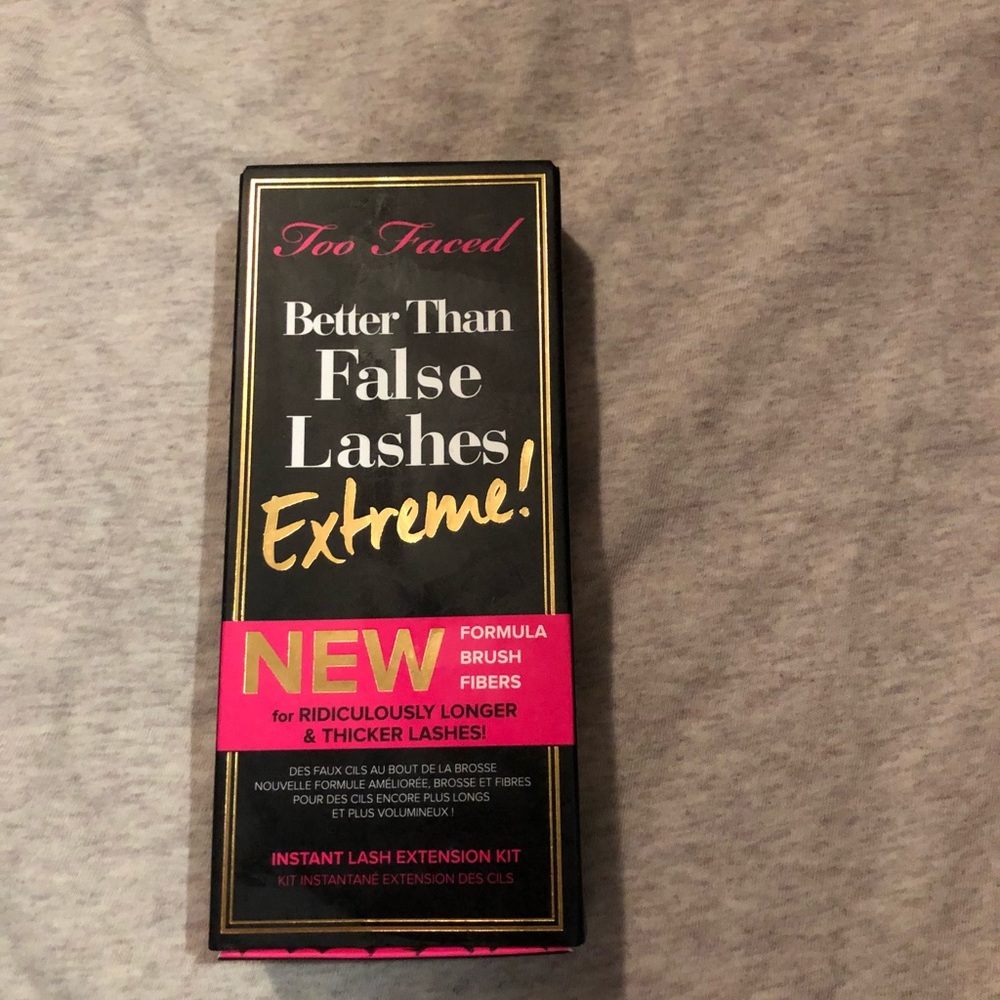 Too Faced
Better Than
False
Lashes
Extreme!
NEW FORMULA
BRUSH
FIBERS
for RIDICULOUSLY LONGER
& THICKER LASHES!
DES FAUX CILS AU BOUT DE LA BROSSE
NOUVELLE FORMULE AMÉLIORÉE, BROSSE ET FIBRES
POUR DES CILS ENCORE PLUS LONGS
ET PLUS VOLUMINEUX !
INSTANT LASH EXTENSION KIT
KIT INSTANTANÉ EXTENSION DES CILS